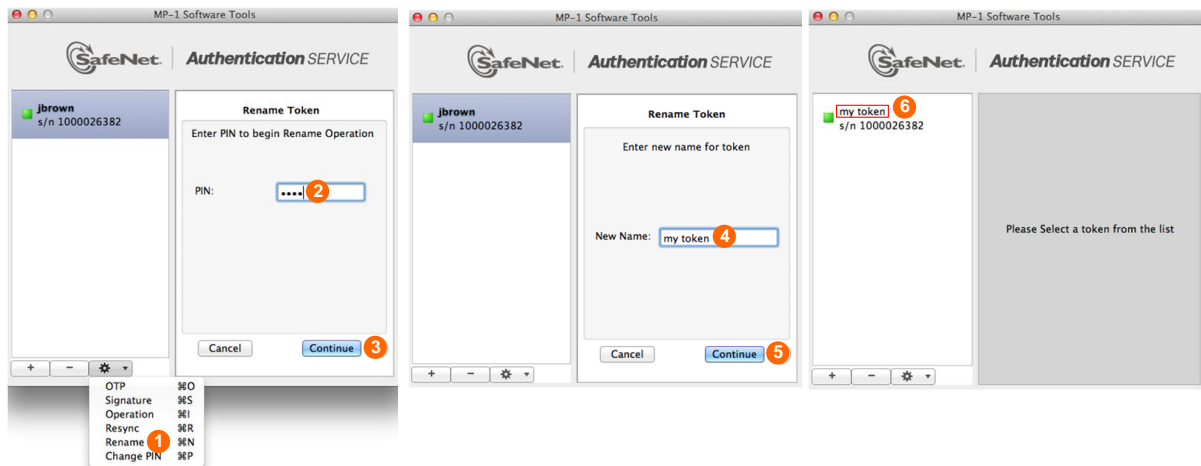 MP-1 Software Tools
SafeNet. Authentication SERVICE
jbrown
s/n 1000026382
Rename Token
Enter PIN to begin Rename Operation
PIN: •••• 2
Cancel Continue 3
+ −
OTP ⌘O
Signature ⌘S
Operation ⌘I
Resync ⌘R
Rename 1 ⌘N
Change PIN ⌘P
MP-1 Software Tools
SafeNet. Authentication SERVICE
jbrown
s/n 1000026382
Rename Token
Enter new name for token
New Name: my token 4
Cancel Continue 5
+ −
MP-1 Software Tools
SafeNet. Authentication SERVICE
my token 6
s/n 1000026382
Please Select a token from the list
+ −